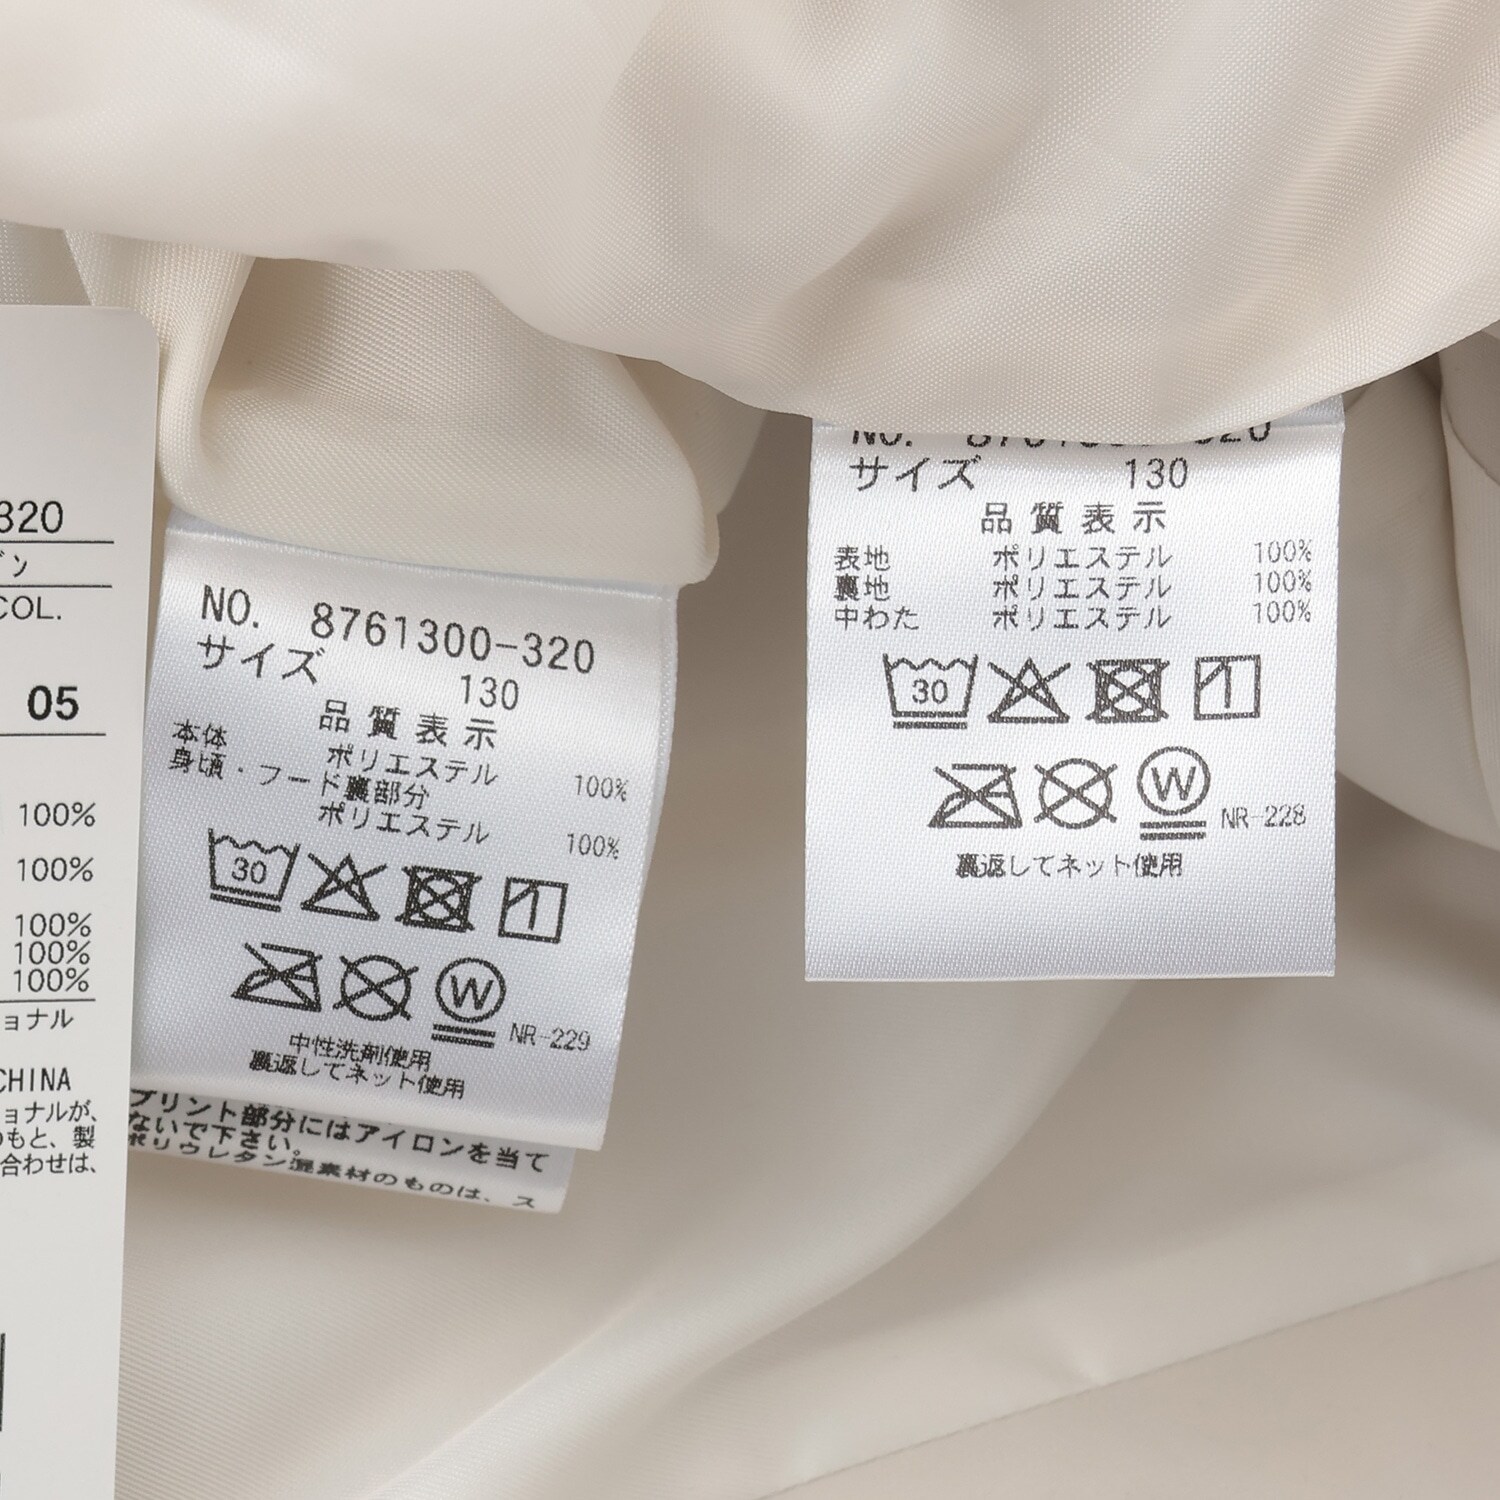 320
COL.
05
100%
100%
100%
100%
100%
ョナル
CHINA
ョナルが、
のもと、製
合わせは、
NO. 8761300-320
サイズ 130
品質表示
本体 ポリエステル 100%
身頃・フード裏部分
ポリエステル 100%
30
W NR-229
中性洗剤使用
裏返してネット使用
プリント部分にはアイロンを当て
ないで下さい。
ポリウレタン混素材のものは、ス
サイズ 130
品質表示
表地 ポリエステル 100%
裏地 ポリエステル 100%
中わた ポリエステル 100%
30
W NR-228
裏返してネット使用